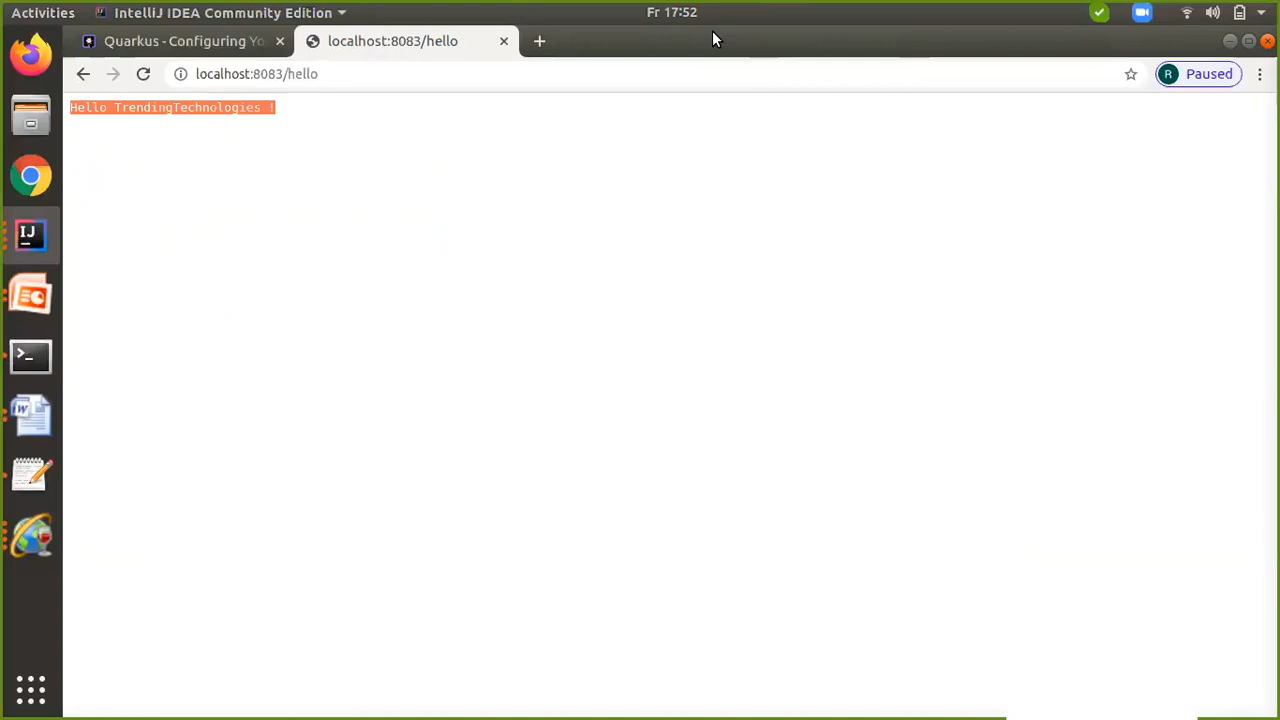 Activities IntelliJ IDEA Community Edition Fr 17:52
Quarkus - Configuring Yo localhost:8083/hello
localhost:8083/hello R Paused
Hello TrendingTechnologies !
IJ
W